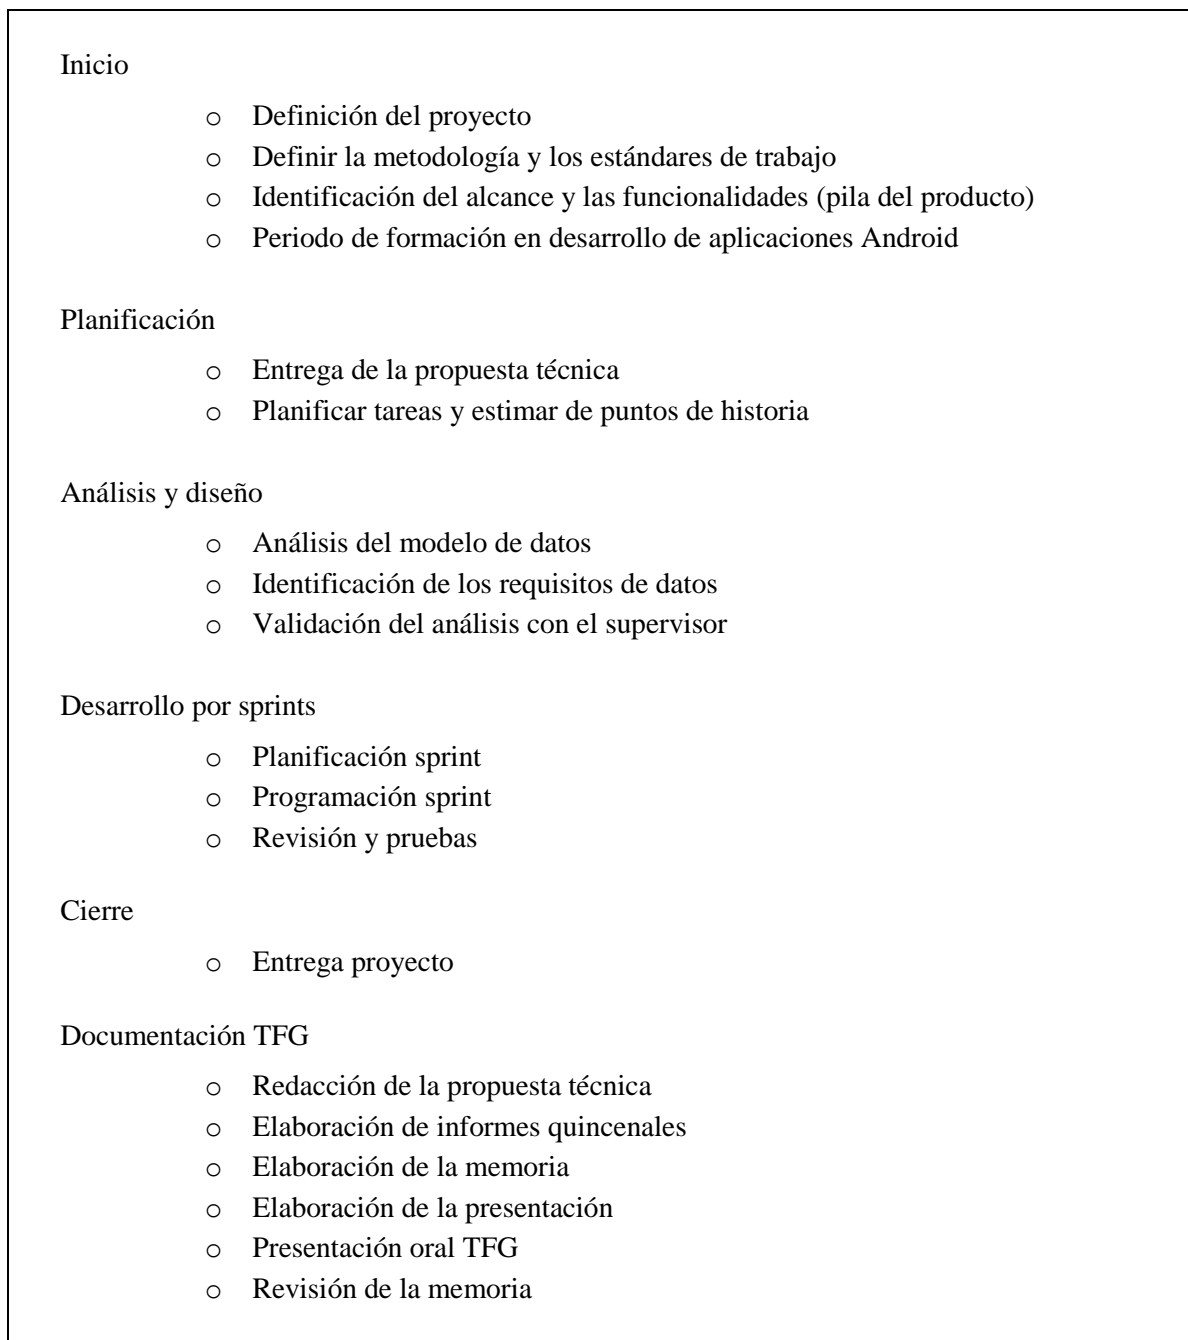 Inicio
o Definición del proyecto
o Definir la metodología y los estándares de trabajo
o Identificación del alcance y las funcionalidades (pila del producto)
o Periodo de formación en desarrollo de aplicaciones Android
Planificación
o Entrega de la propuesta técnica
o Planificar tareas y estimar de puntos de historia
Análisis y diseño
o Análisis del modelo de datos
o Identificación de los requisitos de datos
o Validación del análisis con el supervisor
Desarrollo por sprints
o Planificación sprint
o Programación sprint
o Revisión y pruebas
Cierre
o Entrega proyecto
Documentación TFG
o Redacción de la propuesta técnica
o Elaboración de informes quincenales
o Elaboración de la memoria
o Elaboración de la presentación
o Presentación oral TFG
o Revisión de la memoria